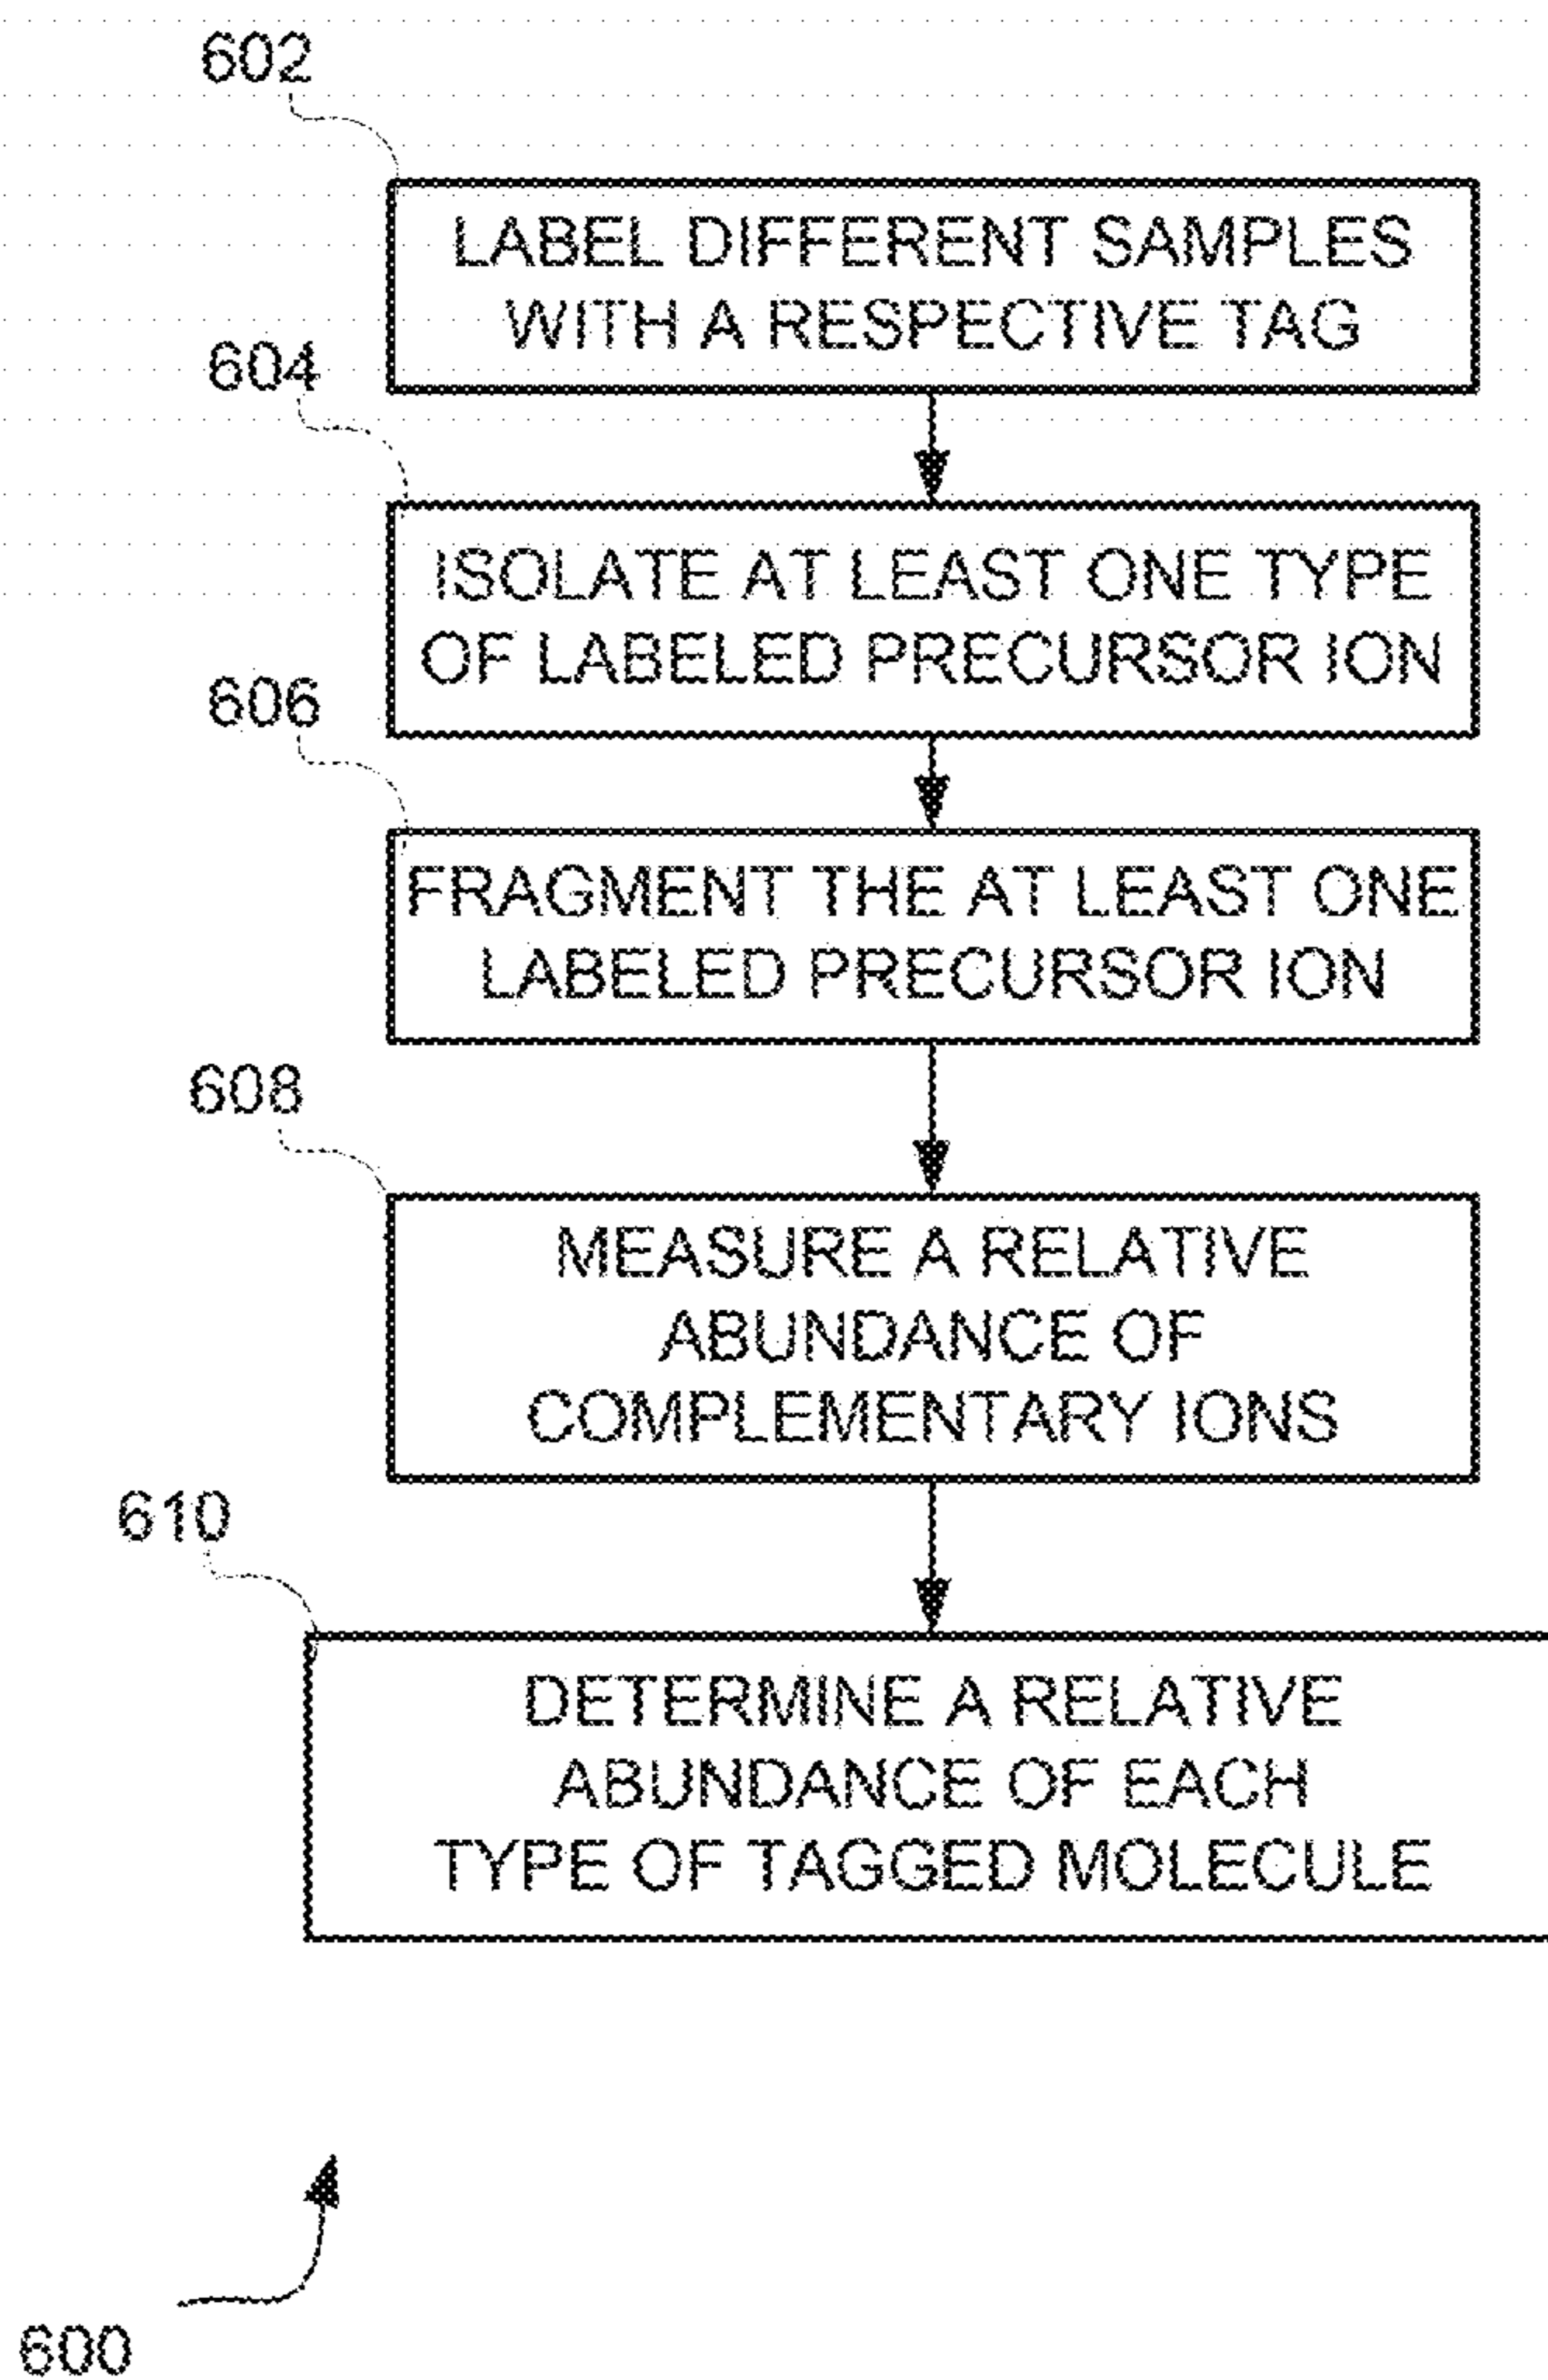 602
LABEL DIFFERENT SAMPLES
WITH A RESPECTIVE TAG
604
ISOLATE AT LEAST ONE TYPE
OF LABELED PRECURSOR ION
606
FRAGMENT THE AT LEAST ONE
LABELED PRECURSOR ION
608
MEASURE A RELATIVE
ABUNDANCE OF
COMPLEMENTARY IONS
610
DETERMINE A RELATIVE
ABUNDANCE OF EACH
TYPE OF TAGGED MOLECULE
600